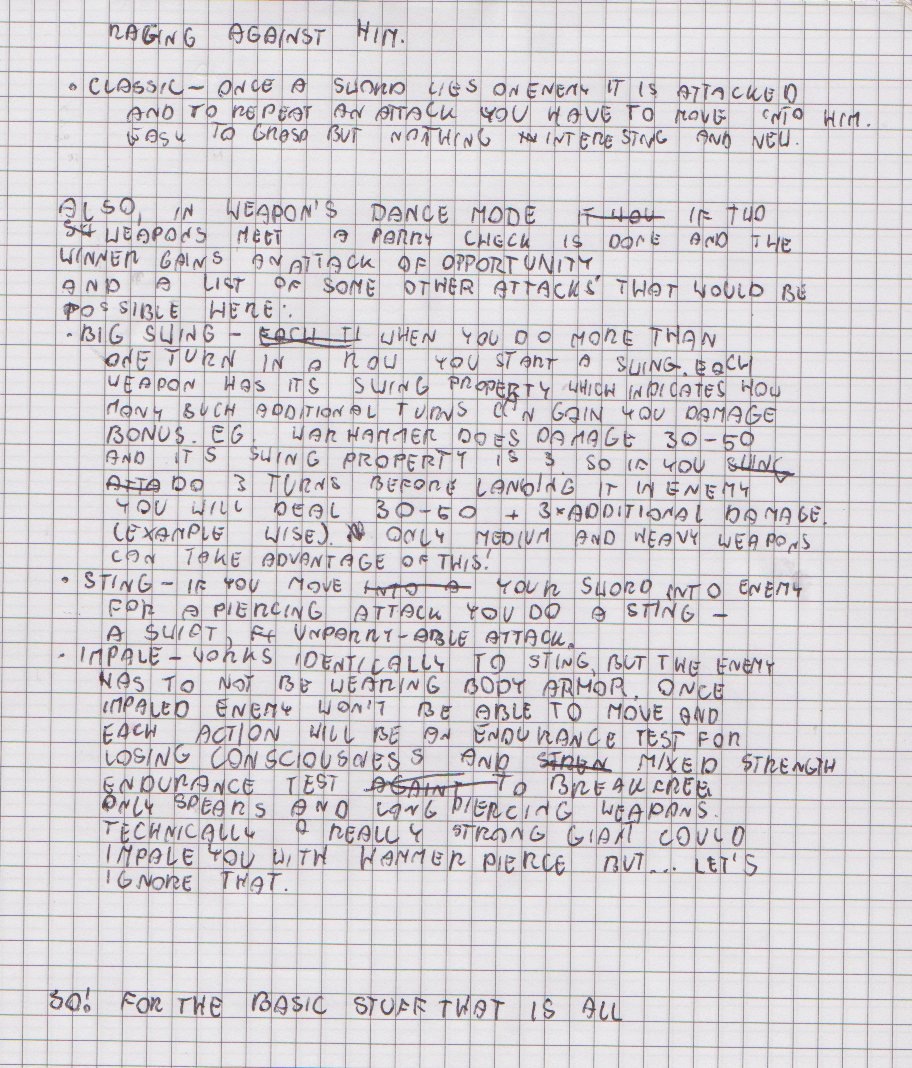 RAGING AGAINST HIM.
• CLASSIC – ONCE A SWORD LIES ON ENEMY IT IS ATTACKED
AND TO REPEAT AN ATTACK YOU HAVE TO MOVE INTO HIM.
EASY TO GRASP BUT NOTHING INTERESTING AND NEW.
ALSO, IN WEAPON'S DANCE MODE IT YOU IF TWO
SW WEAPONS MEET A PARRY CHECK IS DONE AND THE
WINNER GAINS AN ATTACK OF OPPORTUNITY
AND A LIST OF SOME OTHER ATTACKS THAT WOULD BE
POSSIBLE HERE:
• BIG SWING – EACH TI WHEN YOU DO MORE THAN
ONE TURN IN A ROW YOU START A SWING. EACH
WEAPON HAS ITS SWING PROPERTY WHICH INDICATES HOW
MANY SUCH ADDITIONAL TURNS CAN GAIN YOU DAMAGE
BONUS. EG. WARHAMMER DOES DAMAGE 30-50
AND ITS SWING PROPERTY IS 3. SO IF YOU SWING
ATTA DO 3 TURNS BEFORE LANDING IT IN ENEMY
YOU WILL DEAL 30-50 + 3×ADDITIONAL DAMAGE.
(EXAMPLE WISE). ONLY MEDIUM AND HEAVY WEAPONS
CAN TAKE ADVANTAGE OF THIS!
• STING – IF YOU MOVE INTO A YOUR SWORD INTO ENEMY
FOR A PIERCING ATTACK YOU DO A STING –
A SWIFT, UNPARRY-ABLE ATTACK.
• IMPALE – WORKS IDENTICALLY TO STING, BUT THE ENEMY
HAS TO NOT BE WEARING BODY ARMOR. ONCE
IMPALED ENEMY WON'T BE ABLE TO MOVE AND
EACH ACTION WILL BE AN ENDURANCE TEST FOR
LOSING CONSCIOUSNESS AND STREN MIXED STRENGTH
ENDURANCE TEST AGAINT TO BREAK FREE.
ONLY SPEARS AND LONG PIERCING WEAPONS.
TECHNICALLY A REALLY STRONG GIANT COULD
IMPALE YOU WITH HAMMER PIERCE BUT... LET'S
IGNORE THAT.
SO! FOR THE BASIC STUFF THAT IS ALL